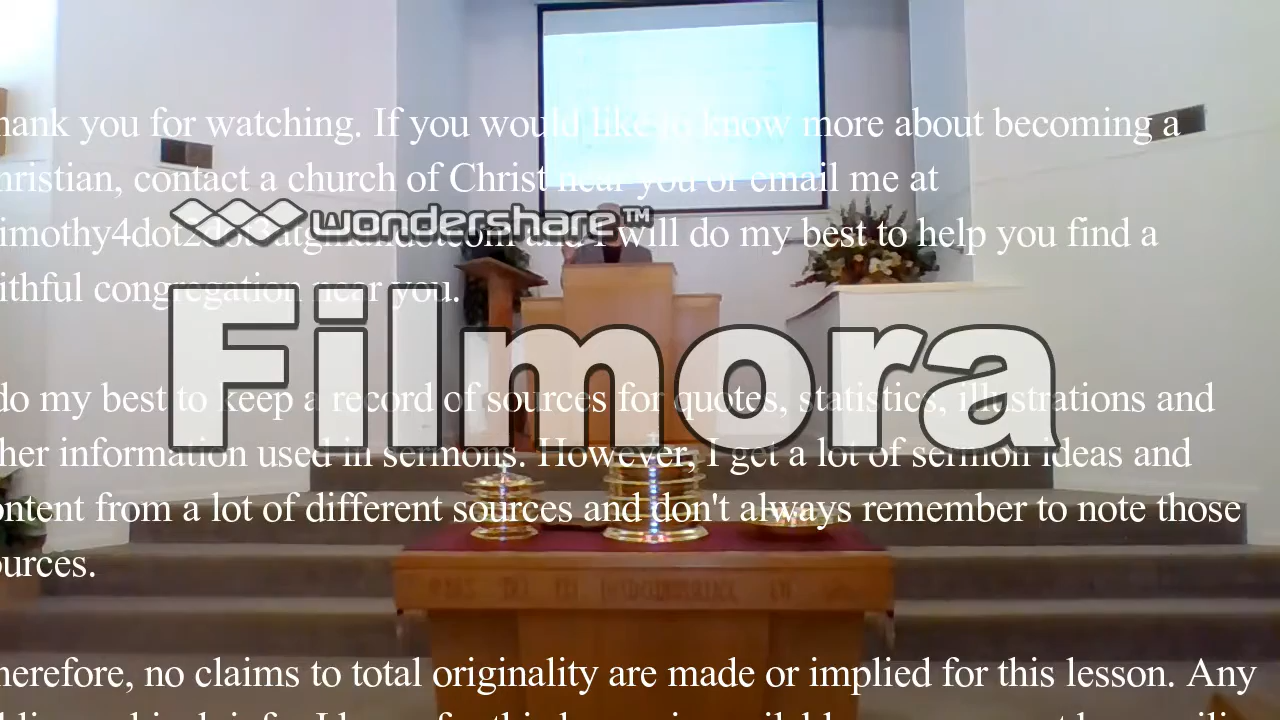 hank you for watching. If you would like to know more about becoming a
hristian, contact a church of Christ near you or email me at
wondershare™
imothy4dot2dot3atgmaildotcom and I will do my best to help you find a
ithful congregation near you.
Filmora
do my best to keep a record of sources for quotes, statistics, illustrations and
her information used in sermons. However, I get a lot of sermon ideas and
ontent from a lot of different sources and don't always remember to note those
ources.
herefore, no claims to total originality are made or implied for this lesson. Any